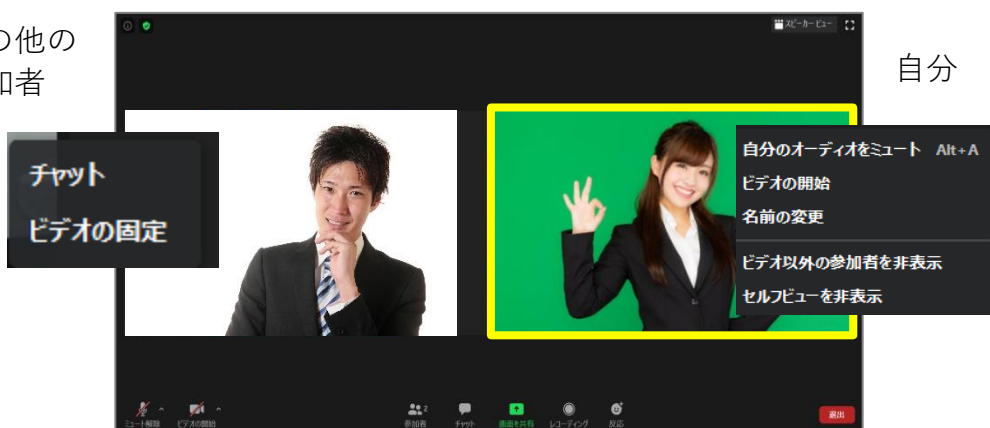 の他の
加者
スピーカー ビュー
自分
チャット
ビデオの固定
自分のオーディオをミュート Alt+A
ビデオの開始
名前の変更
ビデオ以外の参加者を非表示
セルフビューを非表示
ミュート解除
ビデオの開始
参加者
2
チャット
画面を共有
レコーディング
反応
退出